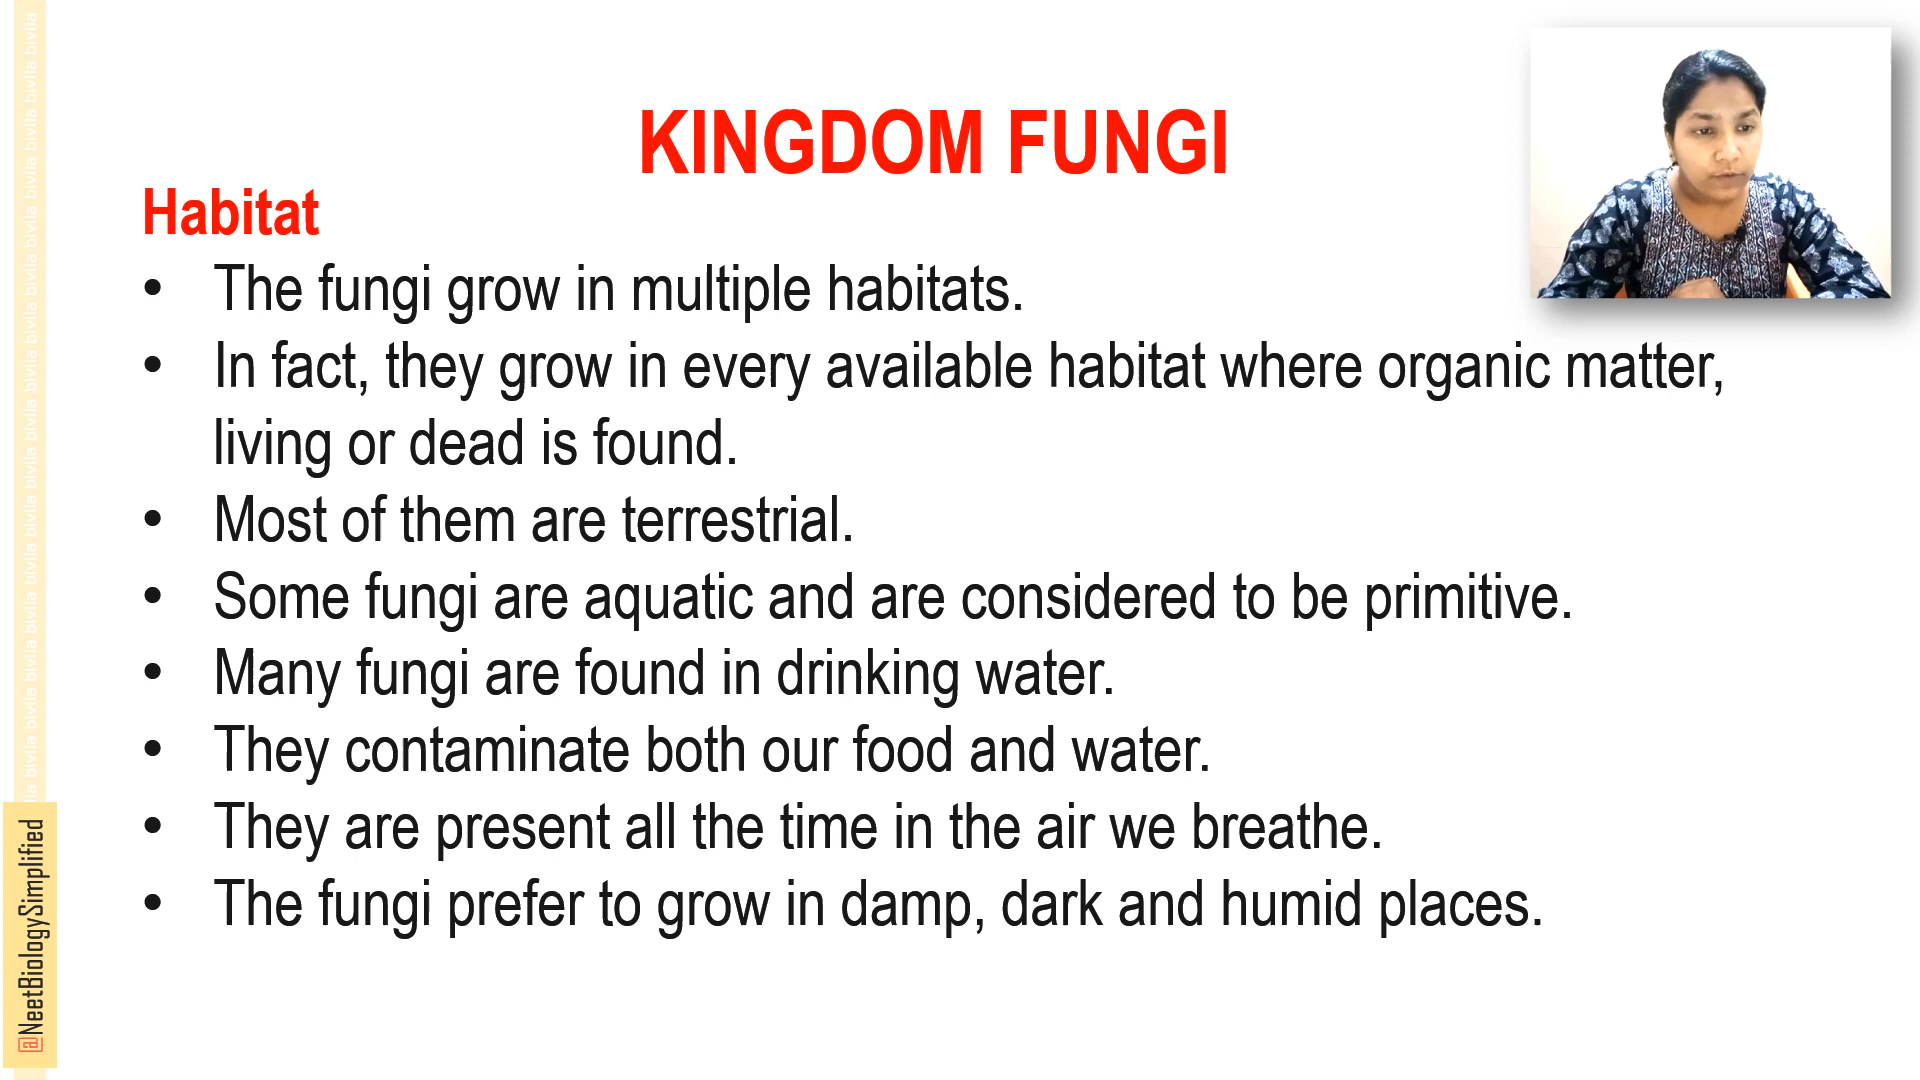 KINGDOM FUNGI
Habitat
• The fungi grow in multiple habitats.
• In fact, they grow in every available habitat where organic matter,
living or dead is found.
• Most of them are terrestrial.
• Some fungi are aquatic and are considered to be primitive.
• Many fungi are found in drinking water.
• They contaminate both our food and water.
• They are present all the time in the air we breathe.
• The fungi prefer to grow in damp, dark and humid places.
@NeetBiologySimplified